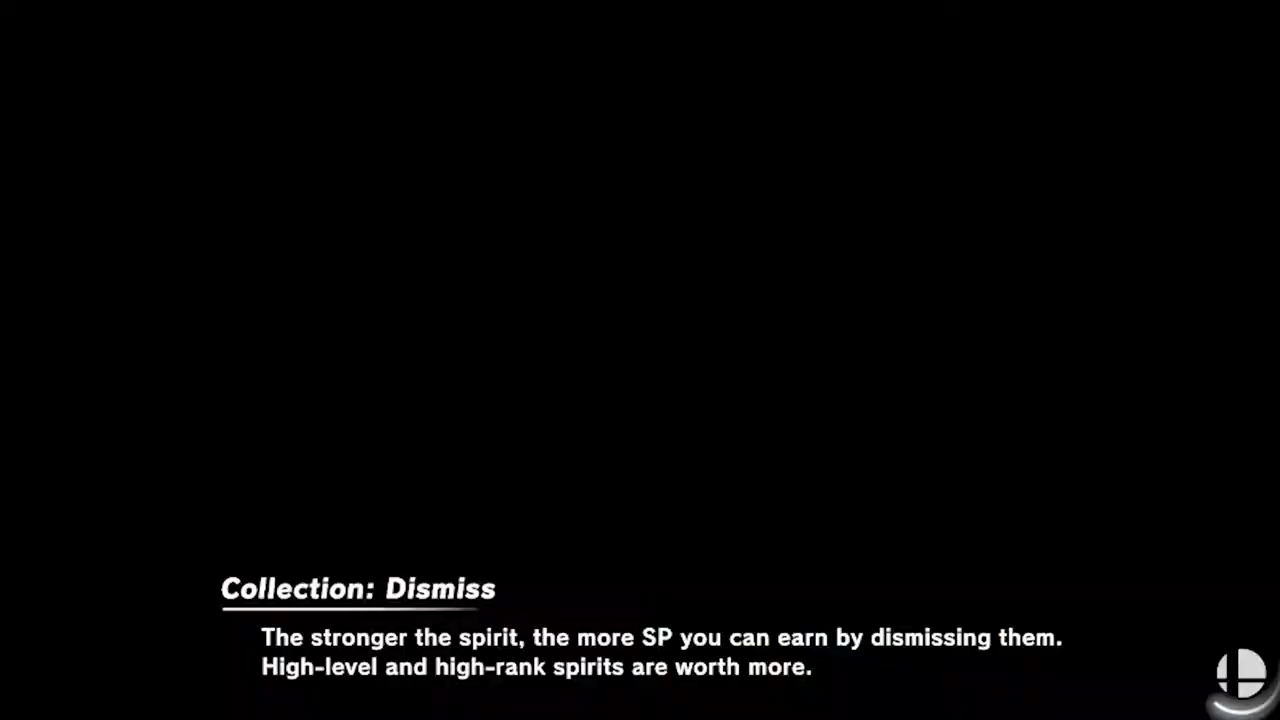 Collection: Dismiss
The stronger the spirit, the more SP you can earn by dismissing them.
High-level and high-rank spirits are worth more.